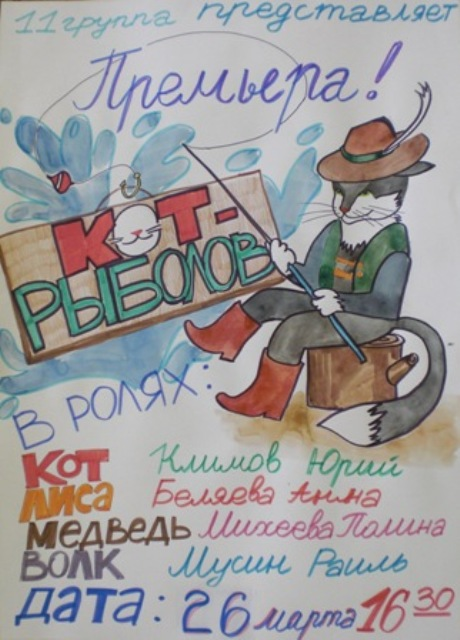 11 группа представляет
Премьера!
КОТ-
РЫБОЛОВ
В РОЛЯХ:
КОТ Климов Юрий
ЛИСА Беляева Анна
МЕДВЕДЬ Михеева Полина
ВОЛК Мусин Раиль
ДАТА: 26 марта 16 30